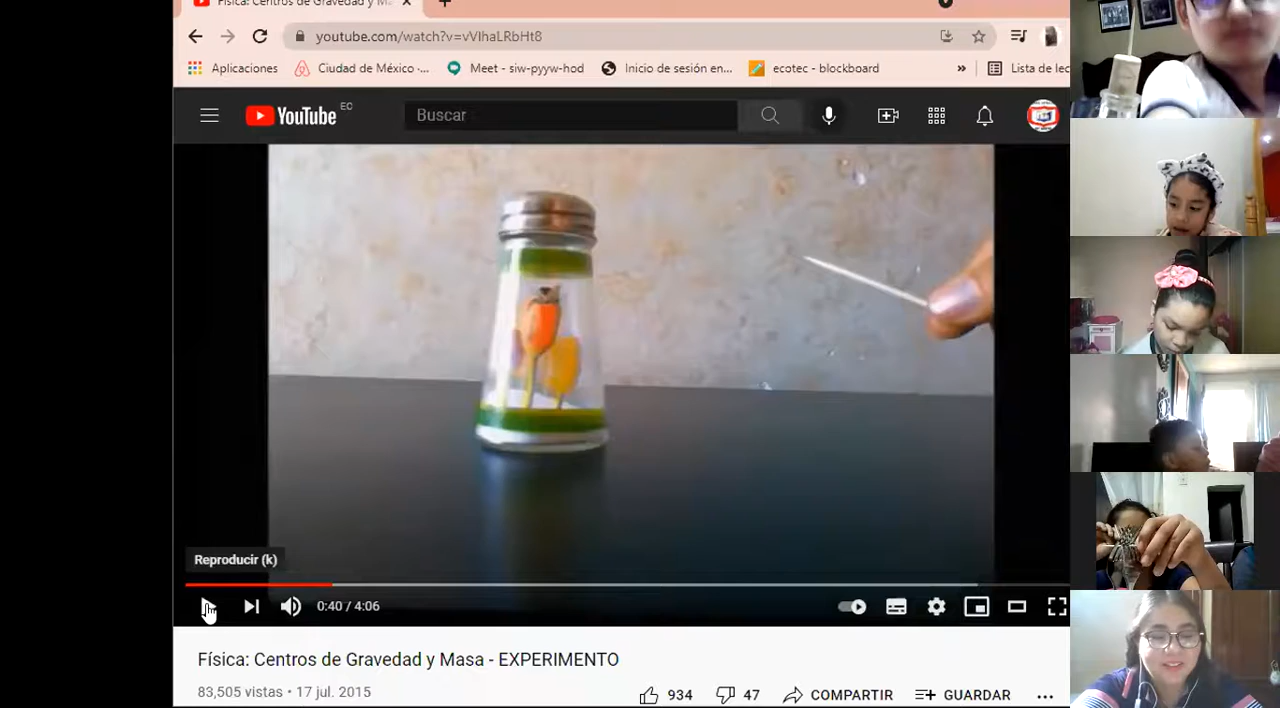 Física: Centros de Gravedad y M
youtube.com/watch?v=vVIhaLRbHt8
Aplicaciones
Ciudad de México ·...
Meet - siw-pyyw-hod
Inicio de sesión en...
ecotec - blockboard
»
Lista de lec
YouTube EC
Buscar
Reproducir (k)
0:40 / 4:06
Física: Centros de Gravedad y Masa - EXPERIMENTO
83,505 vistas • 17 jul. 2015
934
47
COMPARTIR
GUARDAR